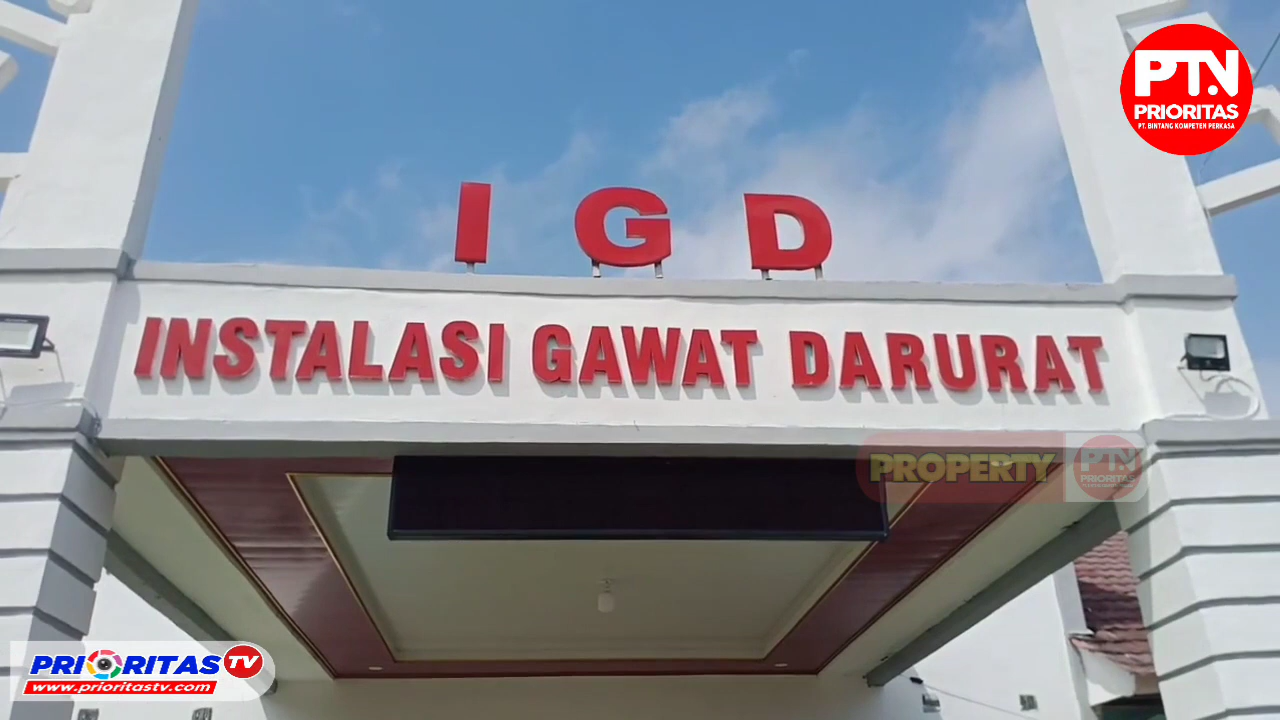 PTN
PRIORITAS
PT. BINTANG KOMPETEN PERKASA
IGD
INSTALASI GAWAT DARURAT
PROPERTY
PTN
PRIORITAS
PRIORITAS TV
www.prioritastv.com